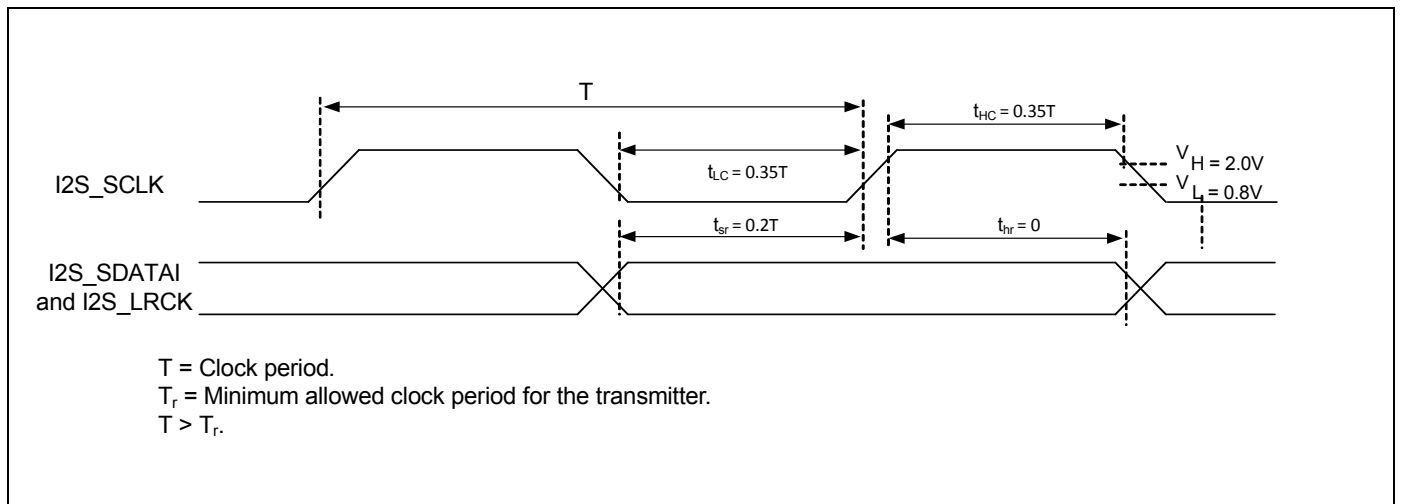 T
t_HC = 0.35T
V_H = 2.0V
t_LC = 0.35T
I2S_SCLK
V_L = 0.8V
t_sr = 0.2T
t_hr = 0
I2S_SDATAI
and I2S_LRCK
T = Clock period.
T_r = Minimum allowed clock period for the transmitter.
T > T_r.